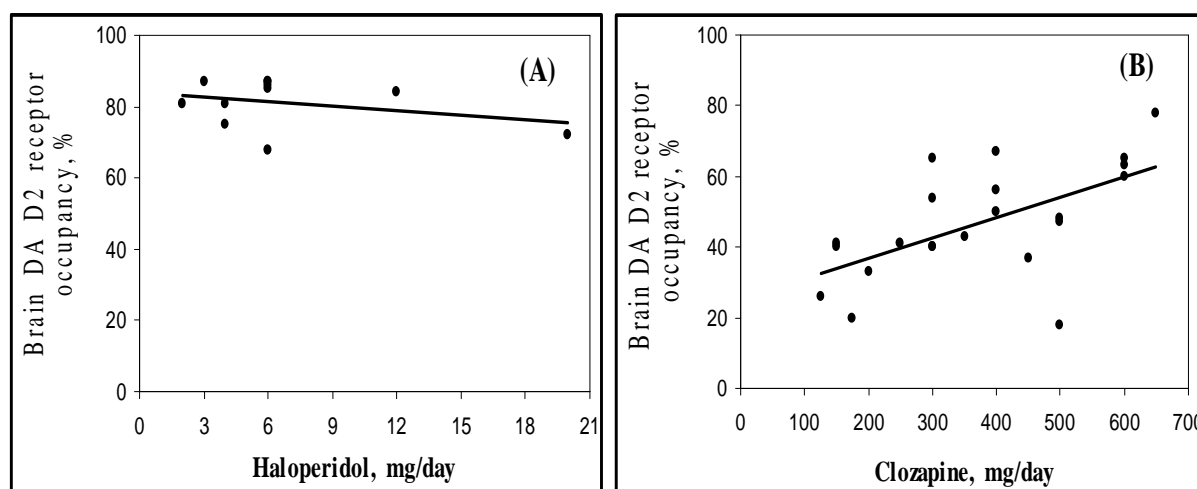 (A)
Brain DA D2 receptor
occupancy, %
100
80
60
40
20
0
0 3 6 9 12 15 18 21
Haloperidol, mg/day
(B)
Brain DA D2 receptor
occupancy, %
100
80
60
40
20
0
0 100 200 300 400 500 600 700
Clozapine, mg/day